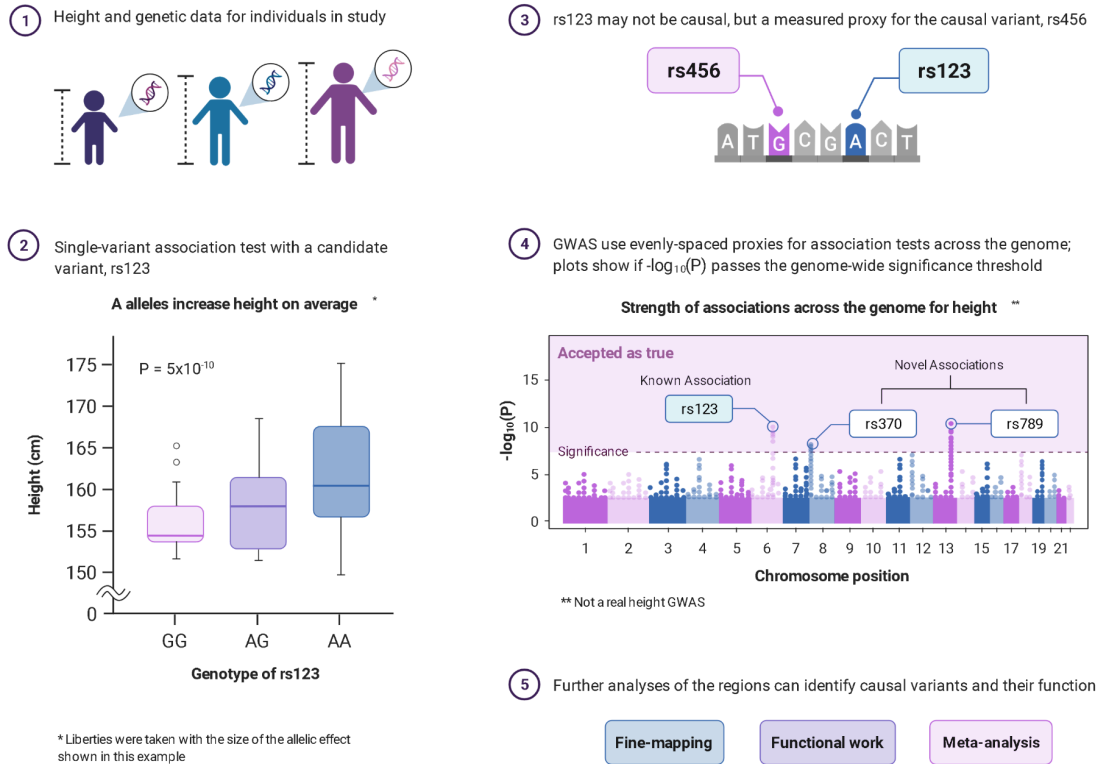 1
Height and genetic data for individuals in study
2
Single-variant association test with a candidate
variant, rs123
A alleles increase height on average *
P = 5x10⁻¹⁰
Height (cm)
175
170
165
160
155
150
0
GG AG AA
Genotype of rs123
* Liberties were taken with the size of the allelic effect
shown in this example
3
rs123 may not be causal, but a measured proxy for the causal variant, rs456
rs456
rs123
A T G C G A C T
4
GWAS use evenly-spaced proxies for association tests across the genome;
plots show if -log₁₀(P) passes the genome-wide significance threshold
Strength of associations across the genome for height **
Accepted as true
Known Association
Novel Associations
rs123
rs370
rs789
Significance
-log₁₀(P)
15
10
5
0
1 2 3 4 5 6 7 8 9 10 11 12 13 15 17 19 21
Chromosome position
** Not a real height GWAS
5
Further analyses of the regions can identify causal variants and their function
Fine-mapping
Functional work
Meta-analysis